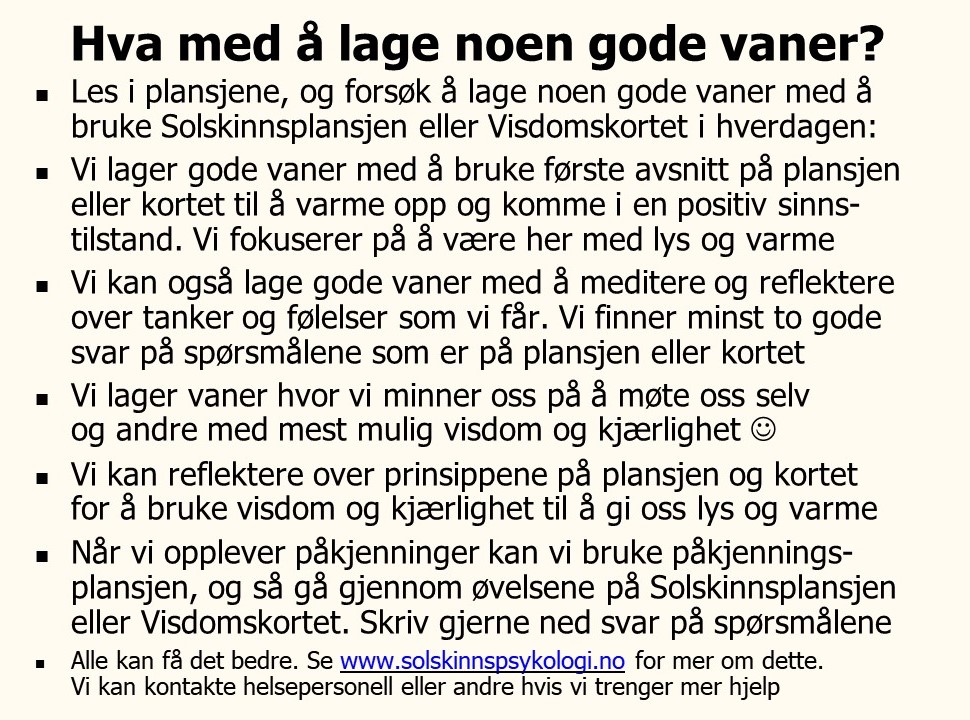 Hva med å lage noen gode vaner?
▪ Les i plansjene, og forsøk å lage noen gode vaner med å
bruke Solskinnsplansjen eller Visdomskortet i hverdagen:
▪ Vi lager gode vaner med å bruke første avsnitt på plansjen
eller kortet til å varme opp og komme i en positiv sinns-
tilstand. Vi fokuserer på å være her med lys og varme
▪ Vi kan også lage gode vaner med å meditere og reflektere
over tanker og følelser som vi får. Vi finner minst to gode
svar på spørsmålene som er på plansjen eller kortet
▪ Vi lager vaner hvor vi minner oss på å møte oss selv
og andre med mest mulig visdom og kjærlighet ☺
▪ Vi kan reflektere over prinsippene på plansjen og kortet
for å bruke visdom og kjærlighet til å gi oss lys og varme
▪ Når vi opplever påkjenninger kan vi bruke påkjennings-
plansjen, og så gå gjennom øvelsene på Solskinnsplansjen
eller Visdomskortet. Skriv gjerne ned svar på spørsmålene
▪ Alle kan få det bedre. Se www.solskinnspsykologi.no for mer om dette.
Vi kan kontakte helsepersonell eller andre hvis vi trenger mer hjelp